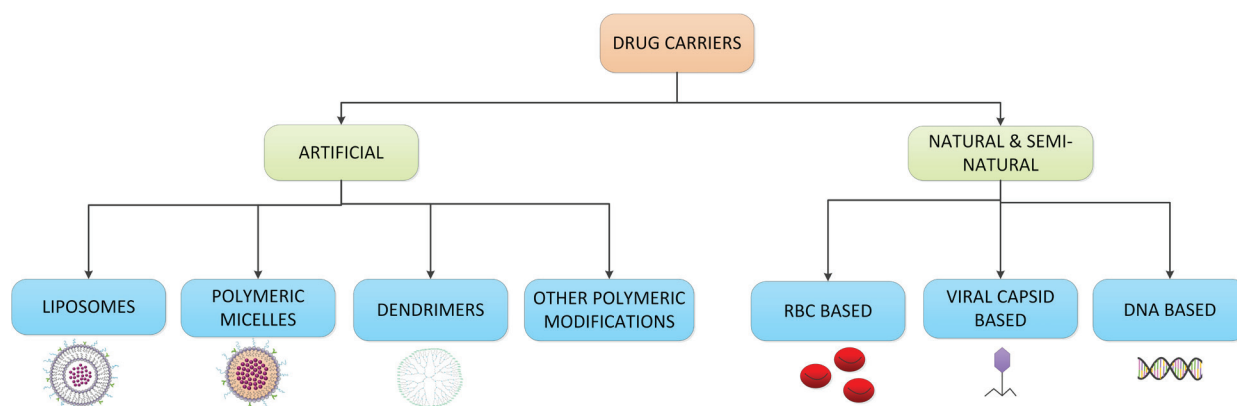 DRUG CARRIERS
ARTIFICIAL
NATURAL & SEMI-
NATURAL
LIPOSOMES
POLYMERIC
MICELLES
DENDRIMERS
OTHER POLYMERIC
MODIFICATIONS
RBC BASED
VIRAL CAPSID
BASED
DNA BASED